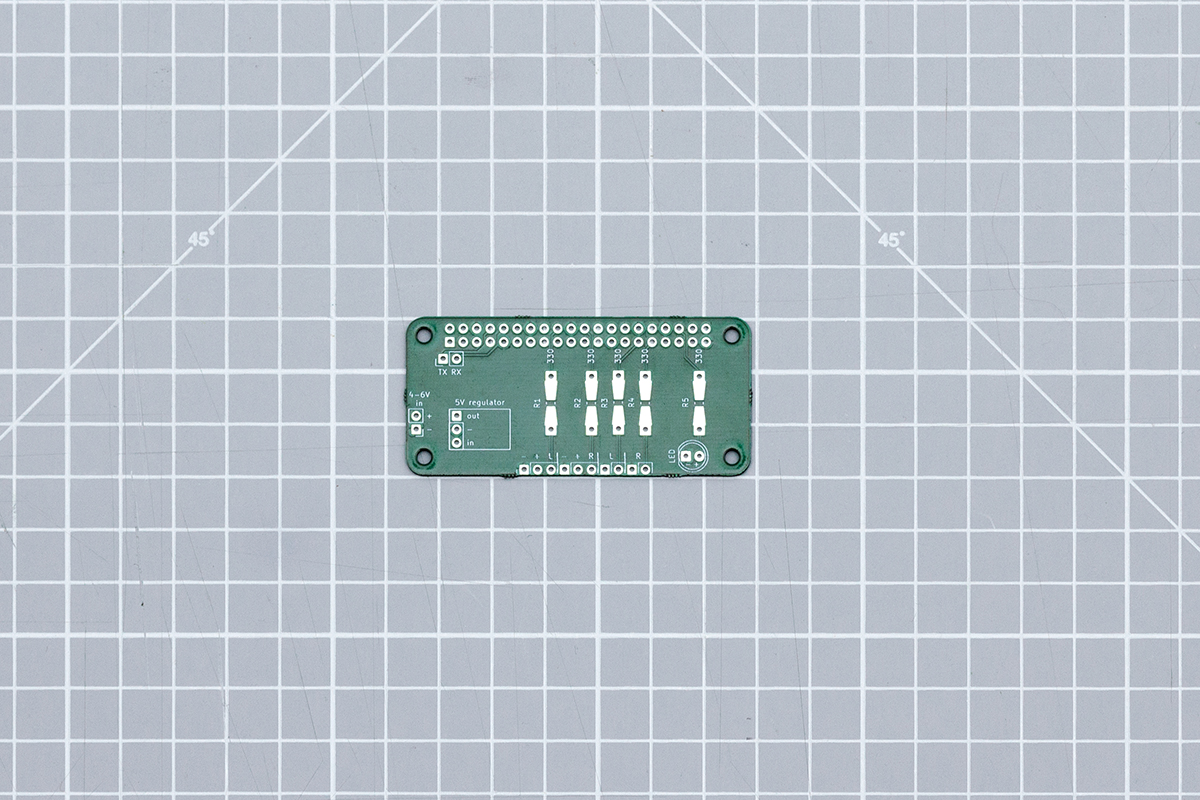 45°
45°
330 330 330 330 330
TX RX
4-6V
in
+
-
5V regulator
out
-
in
R1 R2 R3 R4 R5
LED
- +
- + L - + R L R